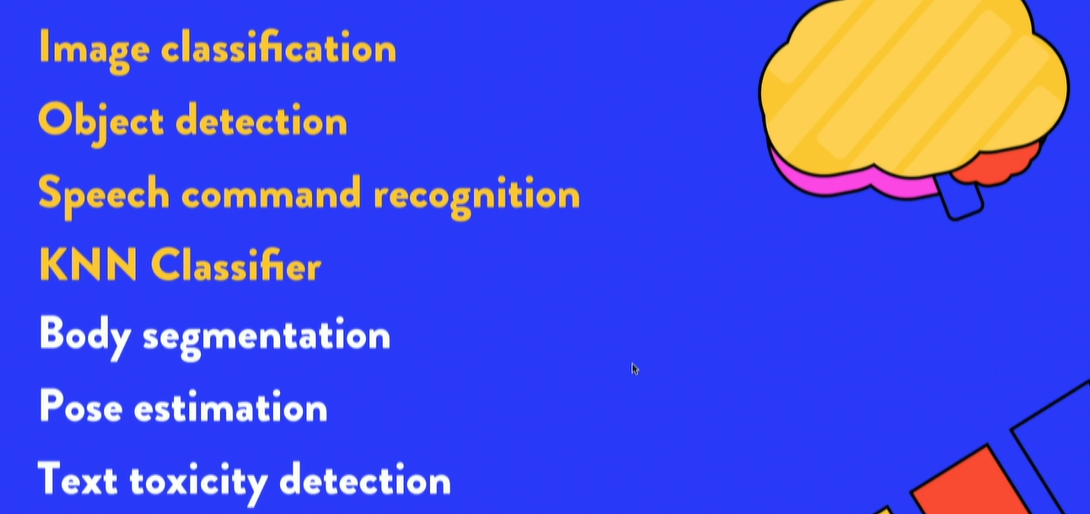 Image classification
Object detection
Speech command recognition
KNN Classifier
Body segmentation
Pose estimation
Text toxicity detection